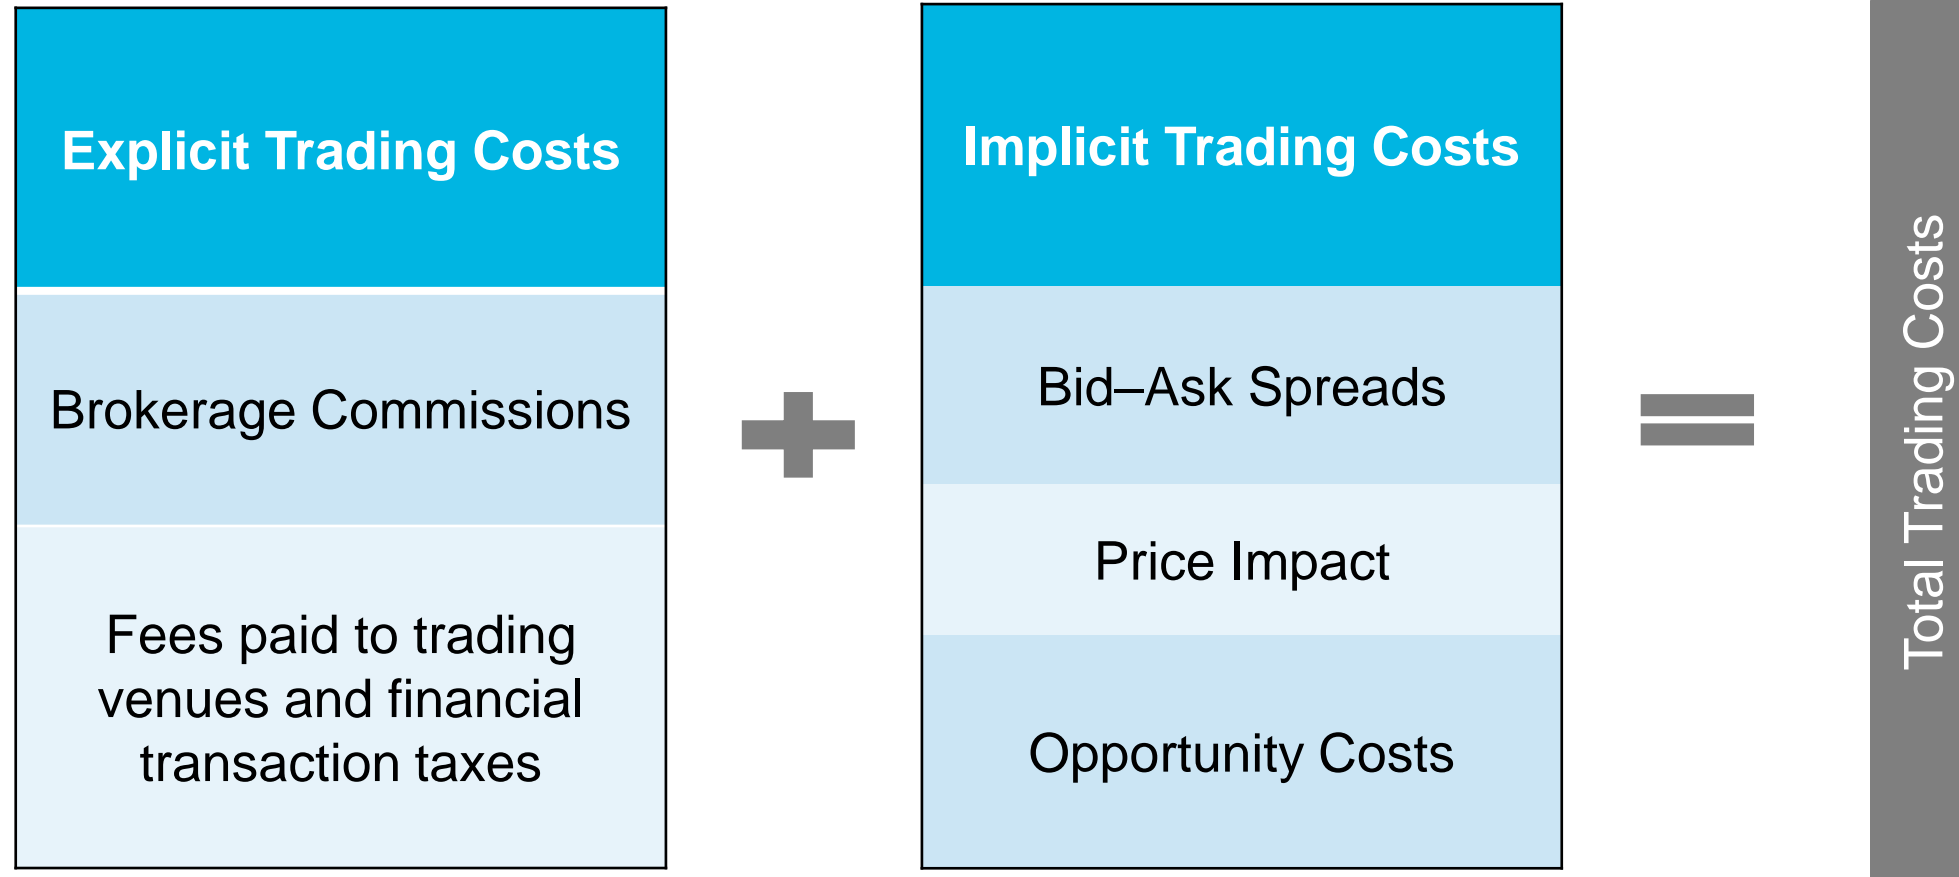 Explicit Trading Costs
Brokerage Commissions
Fees paid to trading
venues and financial
transaction taxes
Implicit Trading Costs
Bid–Ask Spreads
Price Impact
Opportunity Costs
Total Trading Costs